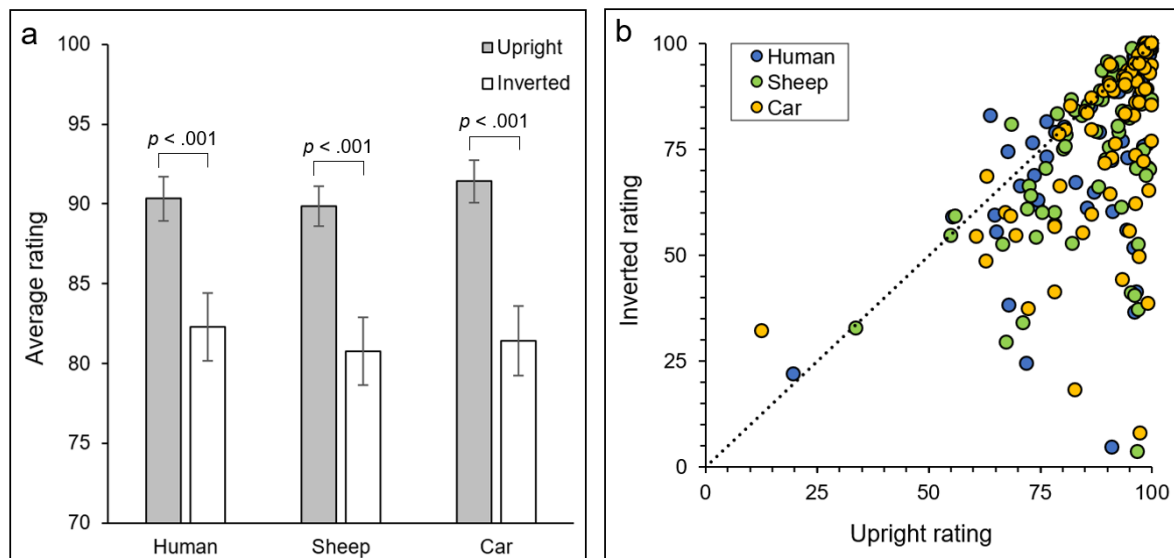 a
100
95
90
85
80
75
70
Average rating
Upright
Inverted
p < .001
p < .001
p < .001
Human
Sheep
Car
b
100
75
50
25
0
Inverted rating
Human
Sheep
Car
0
25
50
75
100
Upright rating